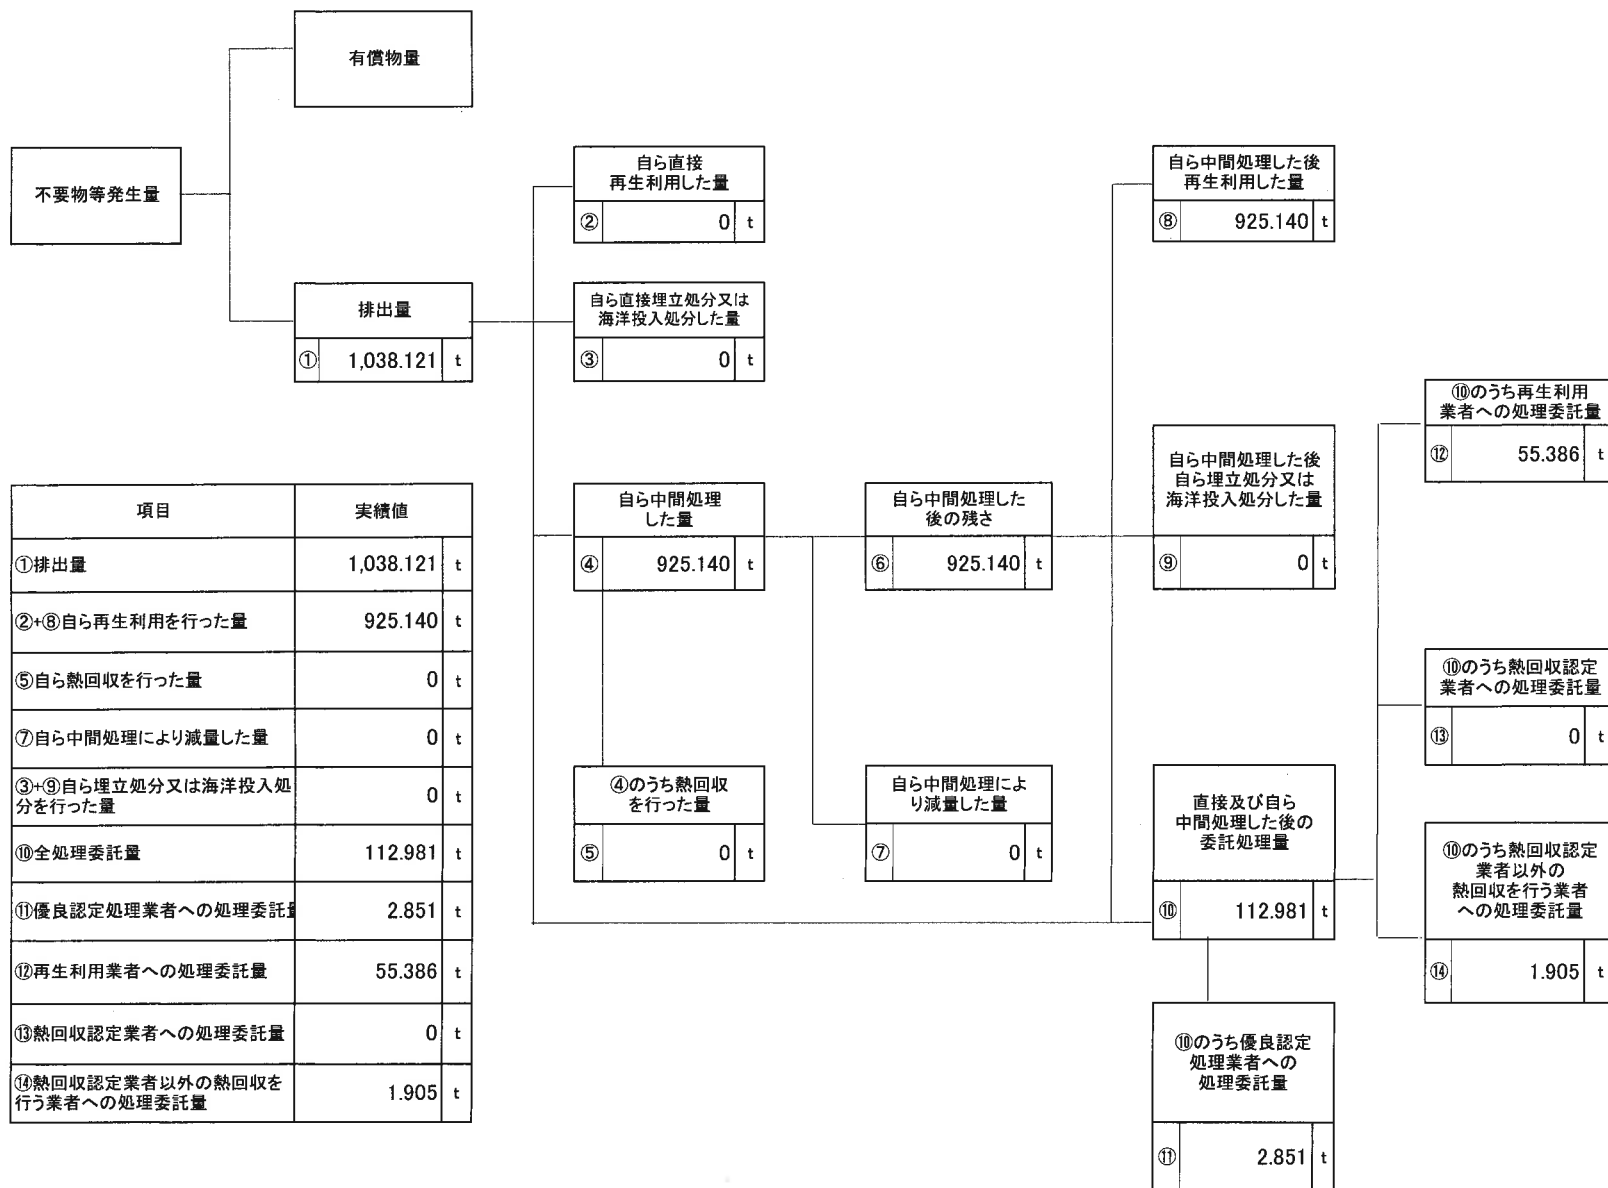 有償物量
不要物等発生量
排出量
① 1,038.121 t
自ら直接
再生利用した量
② 0 t
自ら直接埋立処分又は
海洋投入処分した量
③ 0 t
自ら中間処理
した量
④ 925.140 t
④のうち熱回収
を行った量
⑤ 0 t
自ら中間処理した
後の残さ
⑥ 925.140 t
自ら中間処理によ
り減量した量
⑦ 0 t
自ら中間処理した後
再生利用した量
⑧ 925.140 t
自ら中間処理した後
自ら埋立処分又は
海洋投入処分した量
⑨ 0 t
直接及び自ら
中間処理した後の
委託処理量
⑩ 112.981 t
⑩のうち優良認定
処理業者への
処理委託量
⑪ 2.851 t
⑩のうち再生利用
業者への処理委託量
⑫ 55.386 t
⑩のうち熱回収認定
業者への処理委託量
⑬ 0 t
⑩のうち熱回収認定
業者以外の
熱回収を行う業者
への処理委託量
⑭ 1.905 t
項目 実績値
①排出量 1,038.121 t
②+⑧自ら再生利用を行った量 925.140 t
⑤自ら熱回収を行った量 0 t
⑦自ら中間処理により減量した量 0 t
③+⑨自ら埋立処分又は海洋投入処
分を行った量 0 t
⑩全処理委託量 112.981 t
⑪優良認定処理業者への処理委託量 2.851 t
⑫再生利用業者への処理委託量 55.386 t
⑬熱回収認定業者への処理委託量 0 t
⑭熱回収認定業者以外の熱回収を
行う業者への処理委託量 1.905 t